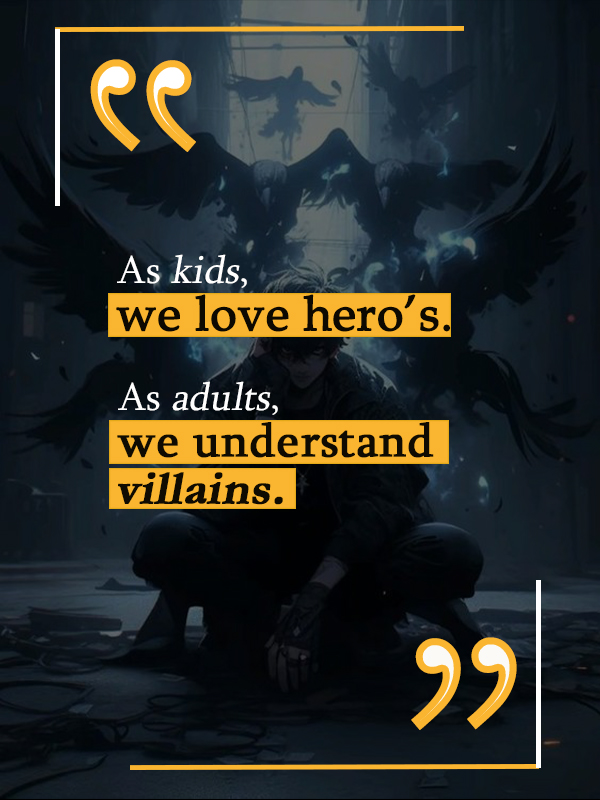 “
As kids,
we love hero’s.
As adults,
we understand
villains.
”